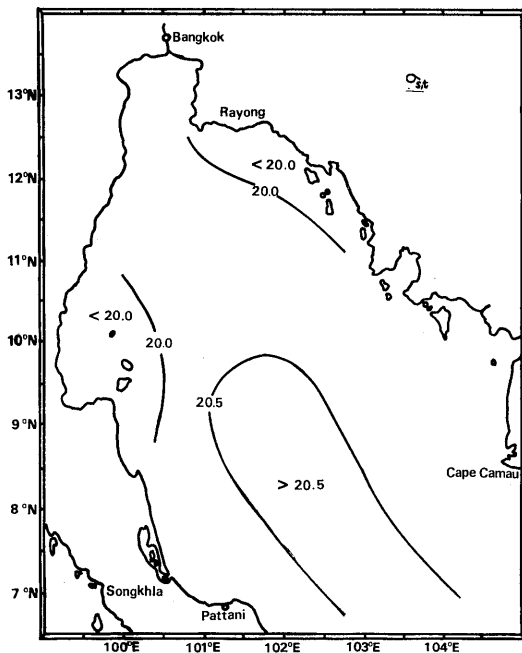 Bangkok
σs,t
13°N
Rayong
< 20.0
12°N
20.0
11°N
< 20.0
10°N
20.0
20.5
9°N
> 20.5
Cape Camau
8°N
7°N
Songkhla
Pattani
100°E
101°E
102°E
103°E
104°E